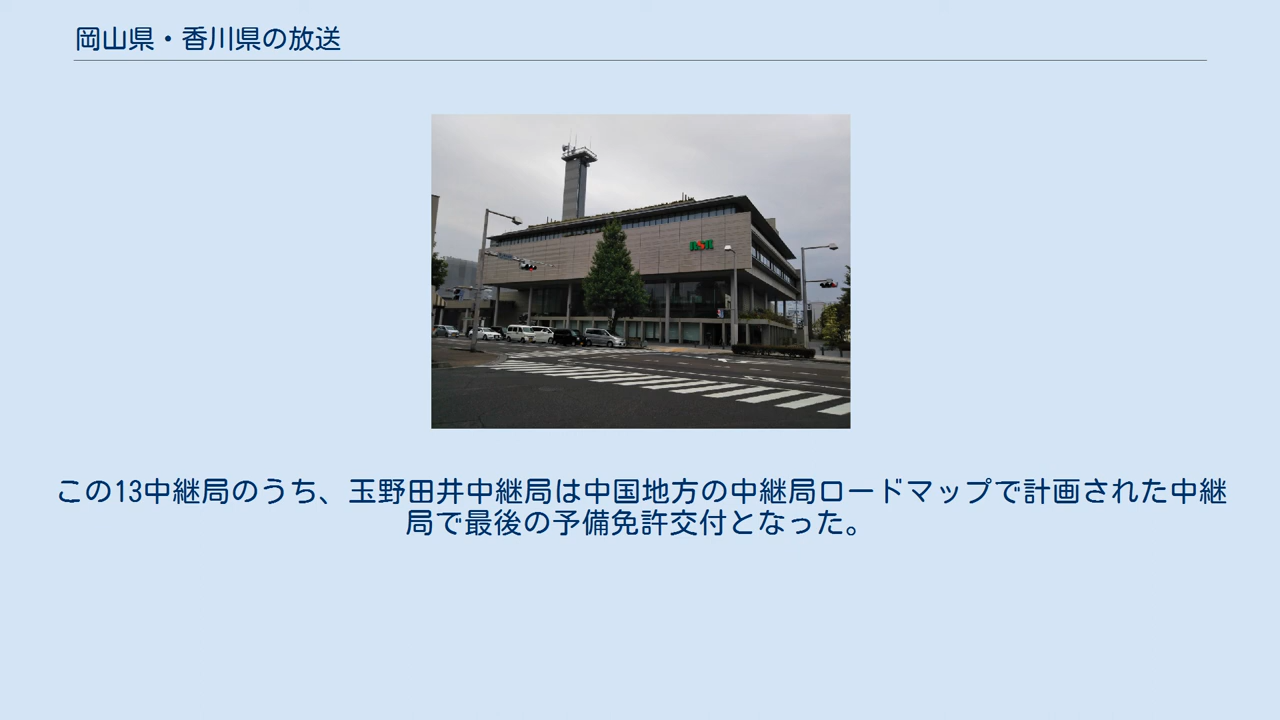 岡山県・香川県の放送
この13中継局のうち、玉野田井中継局は中国地方の中継局ロードマップで計画された中継
局で最後の予備免許交付となった。